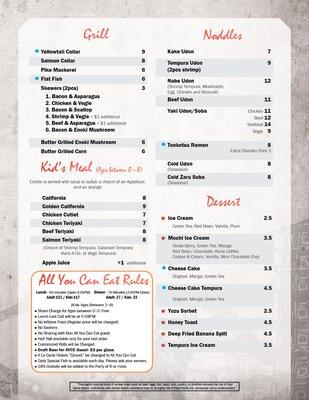 Grill
Yellowtail Collar 9
Salmon Collar 8
Pike Mackerel 6
Flat Fish 6
Skewers (2pcs) 3
1. Bacon & Asparagus
2. Chicken & Vegie
3. Bacon & Scallop
4. Shrimp & Vegie - $1 additional
5. Beef & Asparagus - $1 additional
6. Bacon & Enoki Mushroom
Butter Grilled Enoki Mushroom 6
Butter Grilled Corn 6
Kid's Meal (Ages between 0 - 8)
Entrée is served with soup or salad, a choice of an Appetizer,
and an orange
California 8
Golden California 9
Chicken Cutlet 7
Chicken Teriyaki 7
Beef Teriyaki 8
Salmon Teriyaki 8
(Choice of Shrimp Tempura, Calamari Tempura,
Kara-A-Ge, or Vege Tempura)
Apple Juice +1 additional
All You Can Eat Rules
Lunch - 50 minutes (Open-3:00PM) Dinner - 70 Minutes (3:00PM-Close)
Adult $21 / Kids $17 Adult - 27 / Kids - 22
(Kids Ages Between 2-8)
Share Charge for Ages between 0-2: Free
Lunch Last Call will be at 5:59PM
No leftover Food (Regular price will be charged)
No Sashimi
No Sharing with Non All You Can Eat guest
Half Roll available only for your last order
Customized Rolls will be Charged
Draft Beer for AYCE Guest: $3 per glass
A La Carte Orders "Cannot" be changed to All You Can Eat
Daily Special Fish is available each day. Please ask your servers.
18% Gratuity will be added to the Party of 6 or more.
Noddles
Kake Udon 7
Tempura Udon 9
(2pcs shrimp)
Nabe Udon 12
(Shrimp Tempura, Mushroom,
Egg, Chicken and Broccoli)
Beef Udon 11
Yaki Udon/Soba Chicken 11
Beef 12
Seafood 14
Vegie 9
Tonkotsu Ramen 8
Extra Chanshu Pork 3
Cold Udon 8
(Seasonal)
Cold Zaru Soba 8
(Seasonal)
Dessert
Ice Cream 2.5
Green Tea, Red Bean, Vanilla, Plum
Mochi Ice Cream 3.5
Straw Berry, Green Tea, Mango,
Red Bean, Chocolate, Kona Coffee,
Cookie & Cream, Vanilla, Mint Chocolate Chip
Cheese Cake 3.5
Original, Mango, Green Tea
Cheese Cake Tempura 4.5
Original, Mango, Green Tea
Yuzu Sorbet 2.5
Honey Toast 4.5
Deep Fried Banana Split 4.5
Tempura Ice Cream 3.5